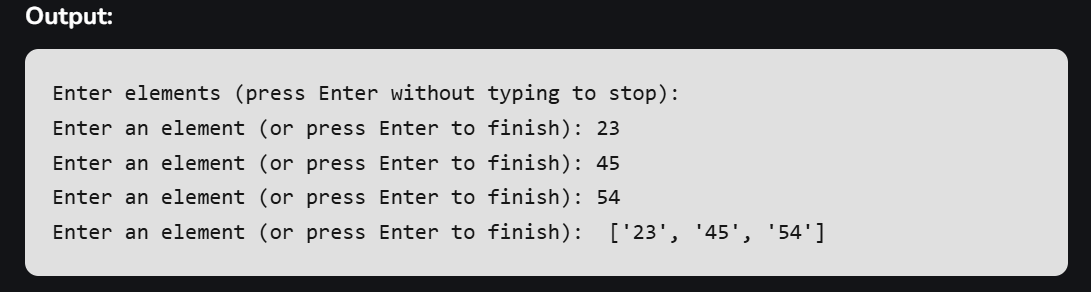 Output:
Enter elements (press Enter without typing to stop):
Enter an element (or press Enter to finish): 23
Enter an element (or press Enter to finish): 45
Enter an element (or press Enter to finish): 54
Enter an element (or press Enter to finish):  ['23', '45', '54']